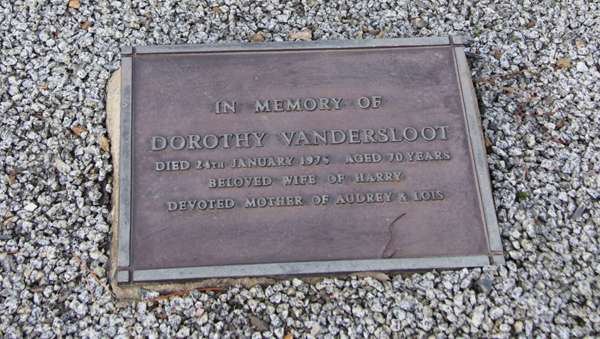 IN MEMORY OF
DOROTHY VANDERSLOOT
DIED 24TH JANUARY 1975 AGED 70 YEARS
BELOVED WIFE OF HARRY
DEVOTED MOTHER OF AUDREY & LOIS